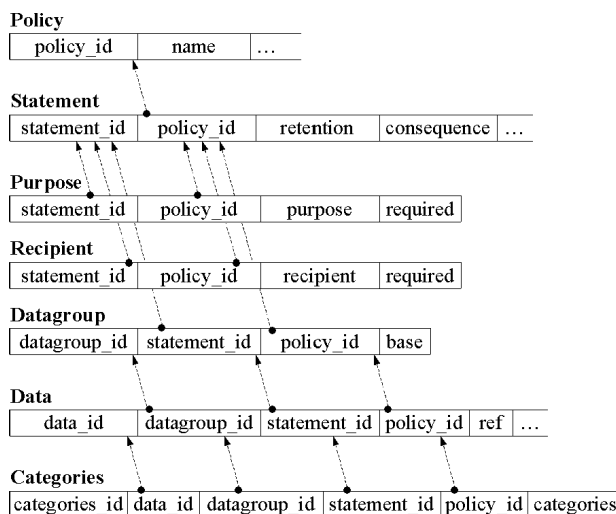 Policy
policy_id name ...
Statement
statement_id policy_id retention consequence ...
Purpose
statement_id policy_id purpose required
Recipient
statement_id policy_id recipient required
Datagroup
datagroup_id statement_id policy_id base
Data
data_id datagroup_id statement_id policy_id ref ...
Categories
categories_id data_id datagroup_id statement_id policy_id categories